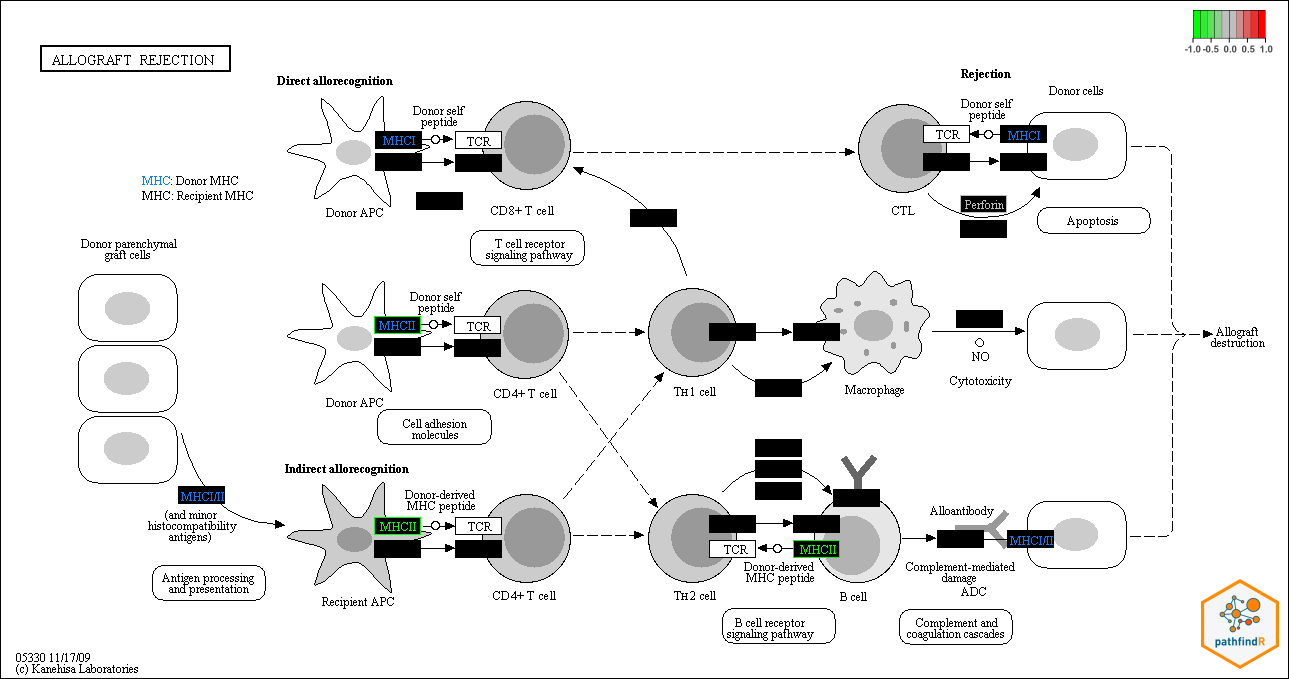 -1.0 -0.5 0.0 0.5 1.0
ALLOGRAFT REJECTION
Direct allorecognition
Rejection
Donor self
peptide
MHCI
TCR
Donor APC
CD8+ T cell
T cell receptor
signaling pathway
Donor self
peptide
TCR
MHCI
Donor cells
CTL
Perforin
Apoptosis
MHC: Donor MHC
MHC: Recipient MHC
Donor parenchymal
graft cells
Donor self
peptide
MHCII
TCR
Donor APC
CD4+ T cell
TH1 cell
Macrophage
NO
Cytotoxicity
Allograft
destruction
Cell adhesion
molecules
Indirect allorecognition
MHCI/II
(and minor
histocompatibility
antigens)
Antigen processing
and presentation
Donor-derived
MHC peptide
MHCII
TCR
Recipient APC
CD4+ T cell
TCR
MHCII
Donor-derived
MHC peptide
TH2 cell
B cell
B cell receptor
signaling pathway
Alloantibody
MHCI/II
Complement-mediated
damage
ADC
Complement and
coagulation cascades
pathfindR
05330 11/17/09
(c) Kanehisa Laboratories